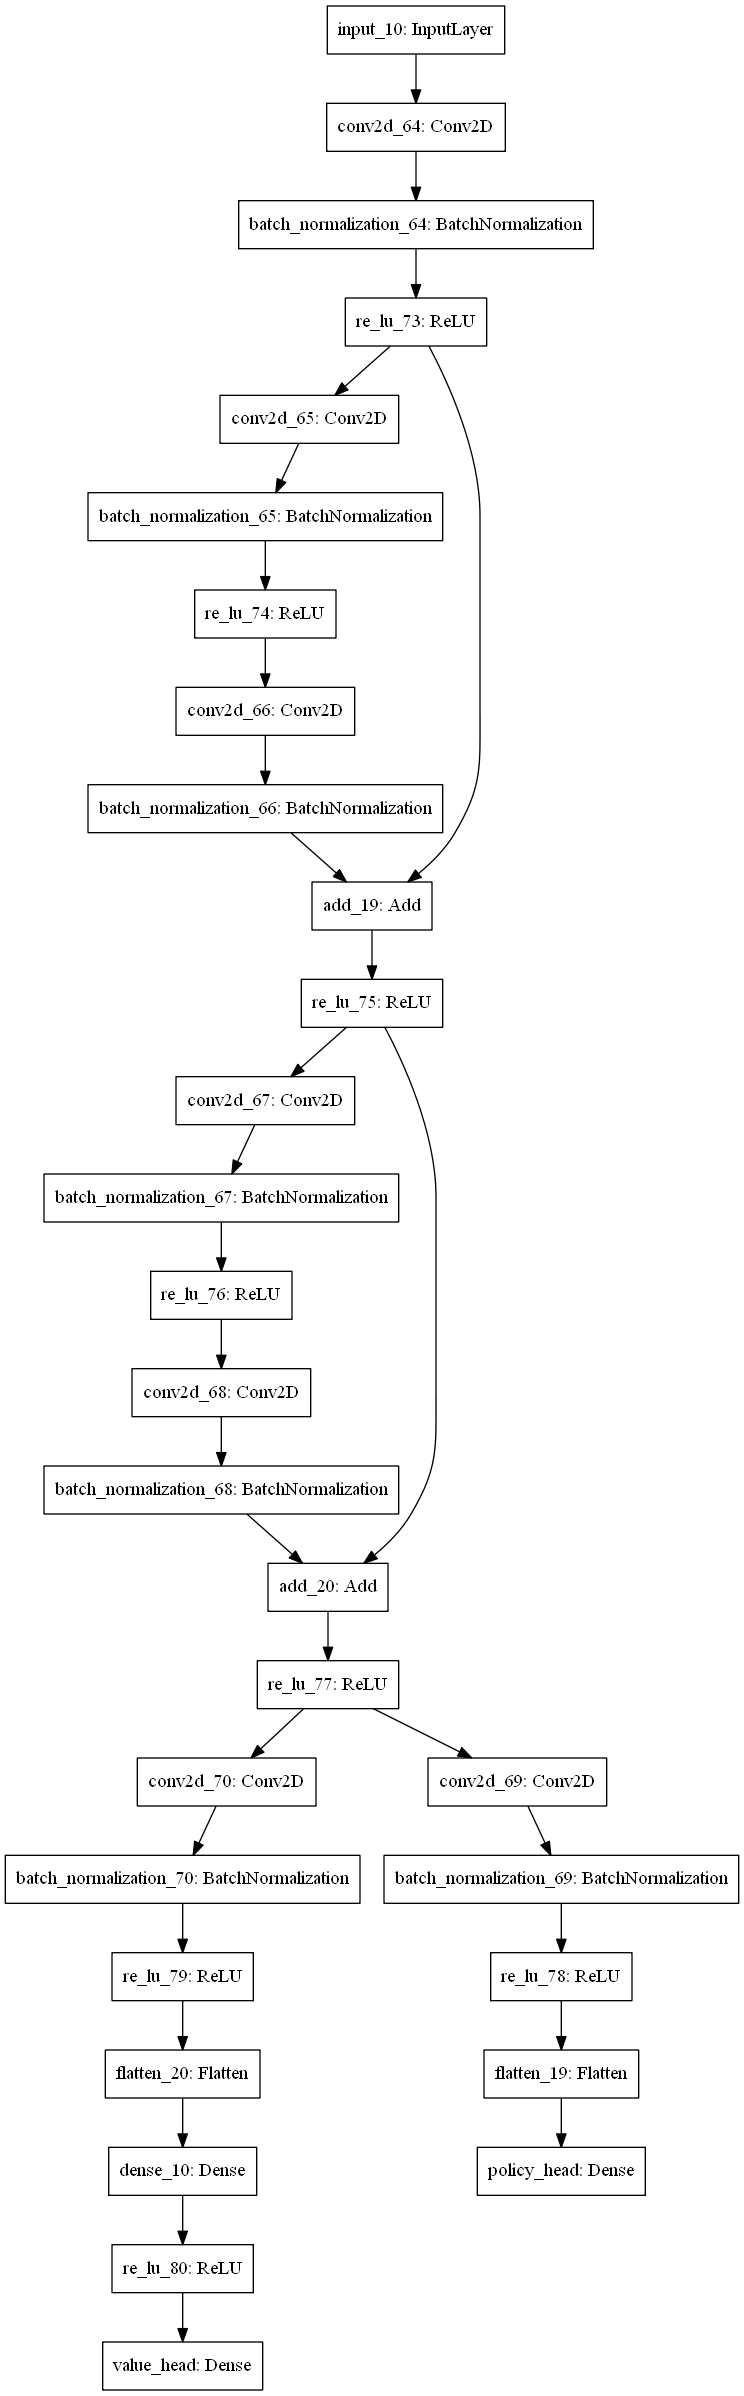 input_10: InputLayer
conv2d_64: Conv2D
batch_normalization_64: BatchNormalization
re_lu_73: ReLU
conv2d_65: Conv2D
batch_normalization_65: BatchNormalization
re_lu_74: ReLU
conv2d_66: Conv2D
batch_normalization_66: BatchNormalization
add_19: Add
re_lu_75: ReLU
conv2d_67: Conv2D
batch_normalization_67: BatchNormalization
re_lu_76: ReLU
conv2d_68: Conv2D
batch_normalization_68: BatchNormalization
add_20: Add
re_lu_77: ReLU
conv2d_70: Conv2D
conv2d_69: Conv2D
batch_normalization_70: BatchNormalization
batch_normalization_69: BatchNormalization
re_lu_79: ReLU
re_lu_78: ReLU
flatten_20: Flatten
flatten_19: Flatten
dense_10: Dense
policy_head: Dense
re_lu_80: ReLU
value_head: Dense